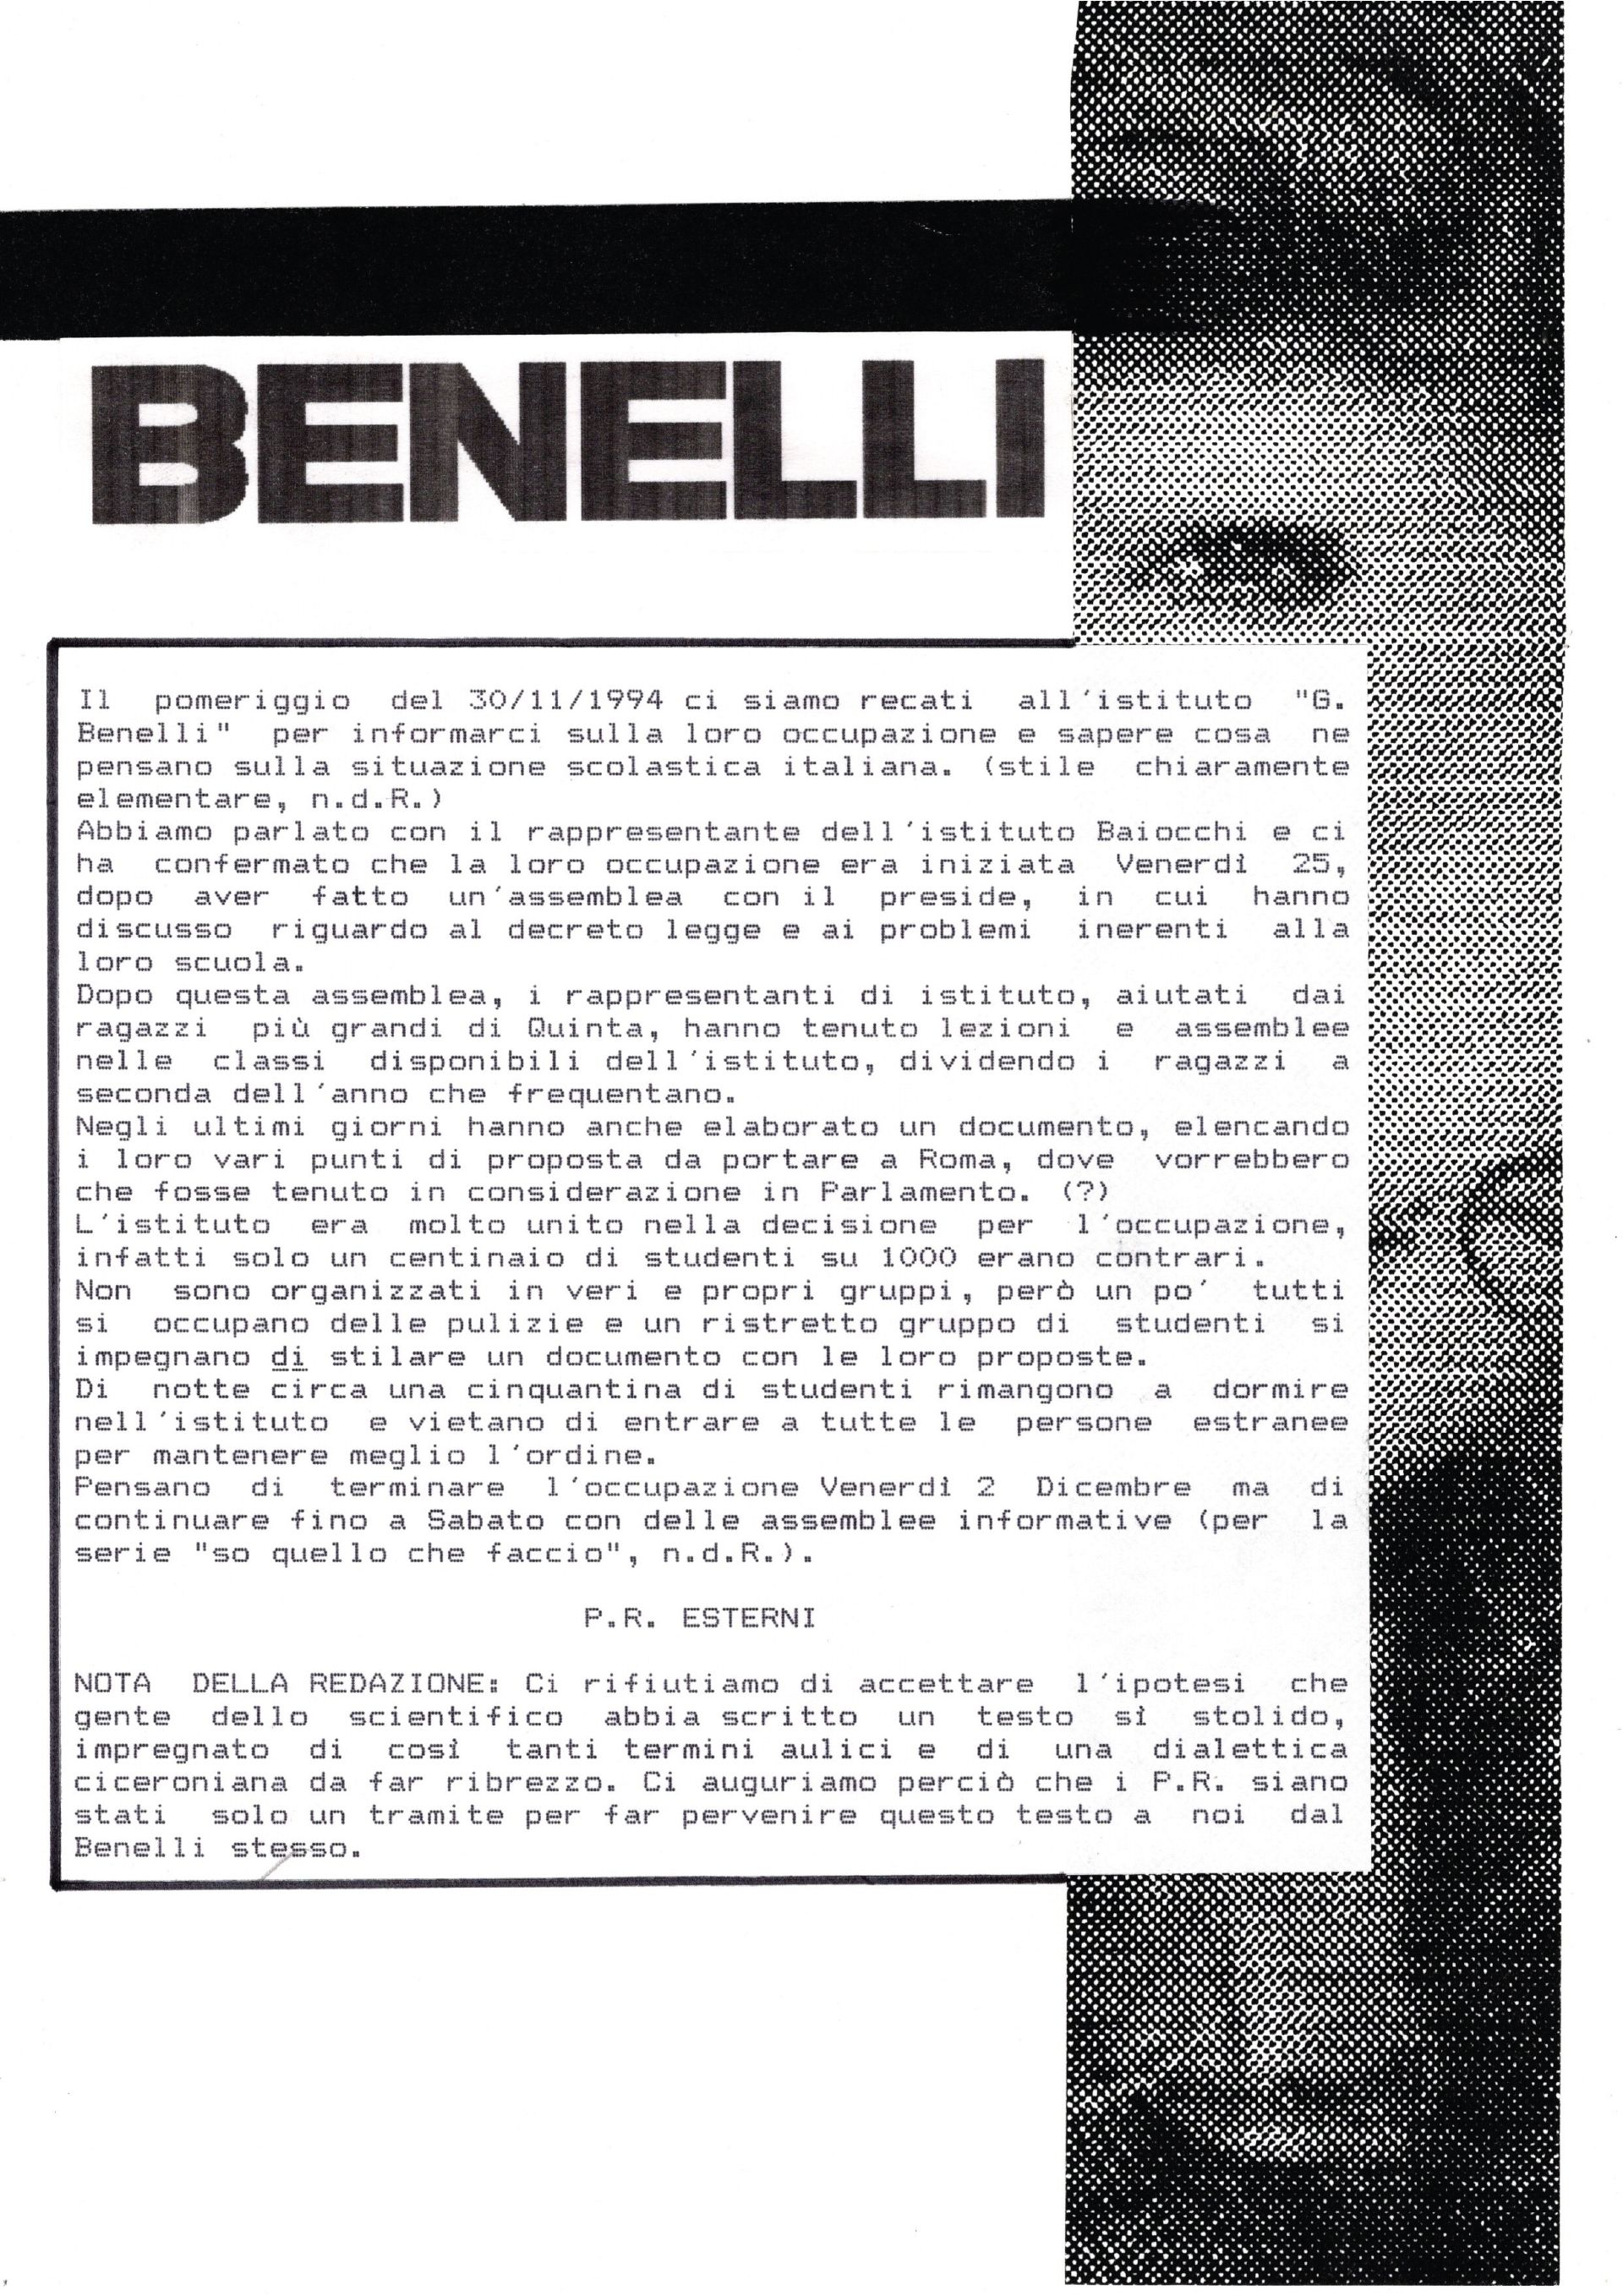 BENELLI
Il pomeriggio del 30/11/1994 ci siamo recati all'istituto "G.
Benelli" per informarci sulla loro occupazione e sapere cosa ne
pensano sulla situazione scolastica italiana. (stile chiaramente
elementare, n.d.R.)
Abbiamo parlato con il rappresentante dell'istituto Baiocchi e ci
ha confermato che la loro occupazione era iniziata Venerdì 25,
dopo aver fatto un'assemblea con il preside, in cui hanno
discusso riguardo al decreto legge e ai problemi inerenti alla
loro scuola.
Dopo questa assemblea, i rappresentanti di istituto, aiutati dai
ragazzi più grandi di Quinta, hanno tenuto lezioni e assemblee
nelle classi disponibili dell'istituto, dividendo i ragazzi a
seconda dell'anno che frequentano.
Negli ultimi giorni hanno anche elaborato un documento, elencando
i loro vari punti di proposta da portare a Roma, dove vorrebbero
che fosse tenuto in considerazione in Parlamento. (?)
L'istituto era molto unito nella decisione per l'occupazione,
infatti solo un centinaio di studenti su 1000 erano contrari.
Non sono organizzati in veri e propri gruppi, però un po' tutti
si occupano delle pulizie e un ristretto gruppo di studenti si
impegnano di stilare un documento con le loro proposte.
Di notte circa una cinquantina di studenti rimangono a dormire
nell'istituto e vietano di entrare a tutte le persone estranee
per mantenere meglio l'ordine.
Pensano di terminare l'occupazione Venerdì 2 Dicembre ma di
continuare fino a Sabato con delle assemblee informative (per la
serie "so quello che faccio", n.d.R.).
P.R. ESTERNI
NOTA DELLA REDAZIONE: Ci rifiutiamo di accettare l'ipotesi che
gente dello scientifico abbia scritto un testo sì stolido,
impregnato di così tanti termini aulici e di una dialettica
ciceroniana da far ribrezzo. Ci auguriamo perciò che i P.R. siano
stati solo un tramite per far pervenire questo testo a noi dal
Benelli stesso.